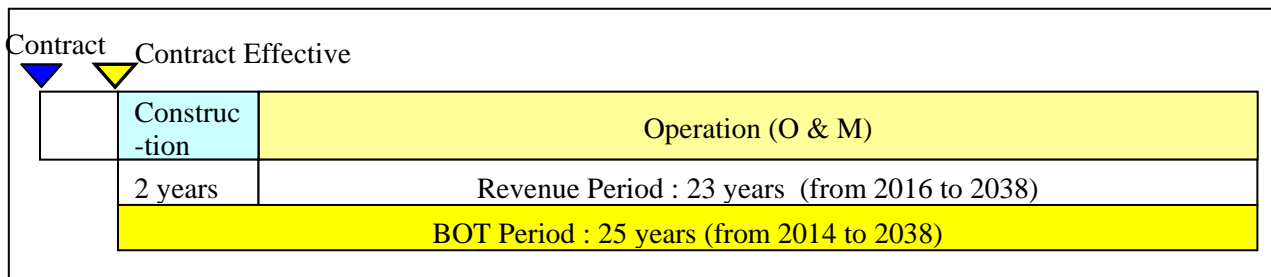 Contract
Contract Effective
Construc
-tion
Operation (O & M)
2 years
Revenue Period : 23 years (from 2016 to 2038)
BOT Period : 25 years (from 2014 to 2038)